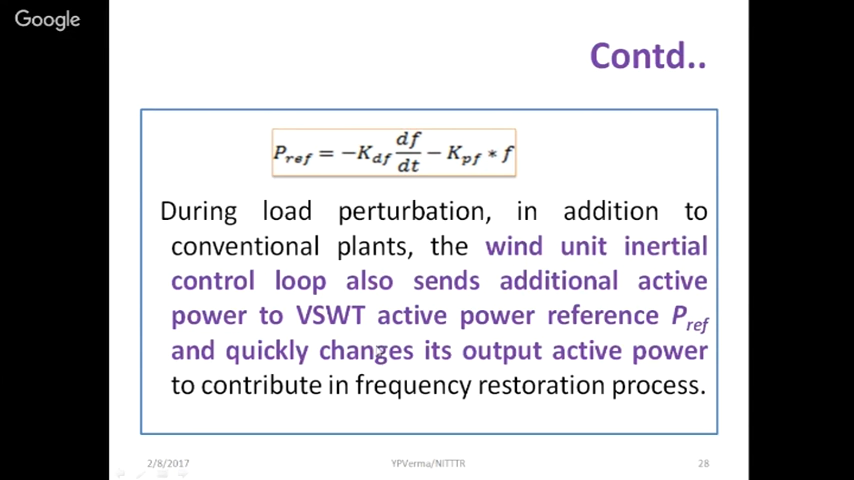 Google
Contd..
P_ref = −K_df df/dt − K_pf * f
During load perturbation, in addition to
conventional plants, the wind unit inertial
control loop also sends additional active
power to VSWT active power reference P_ref
and quickly changes its output active power
to contribute in frequency restoration process.
2/8/2017 YPVerma/NITTTR 28